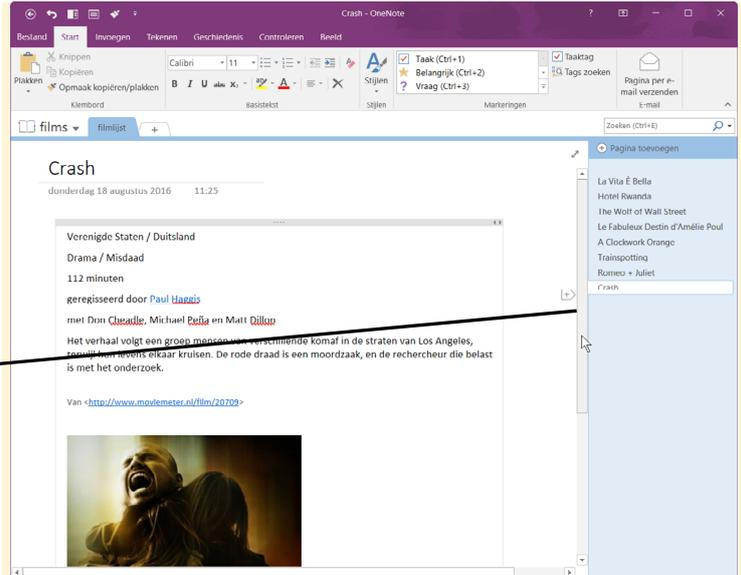 Crash - OneNote
Bestand Start Invoegen Tekenen Geschiedenis Controleren Beeld
Plakken
Knippen
Kopiëren
Opmaak kopiëren/plakken
Klembord
Calibri 11
B I U abc X₂ A
Basistekst
Stijlen
Stijlen
Taak (Ctrl+1)
Belangrijk (Ctrl+2)
Vraag (Ctrl+3)
Taaktag
Tags zoeken
Markeringen
Pagina per e-
mail verzenden
E-mail
films filmlijst
Zoeken (Ctrl+E)
Crash
donderdag 18 augustus 2016 11:25
Verenigde Staten / Duitsland
Drama / Misdaad
112 minuten
geregisseerd door Paul Haggis
met Don Cheadle, Michael Peña en Matt Dillon
Het verhaal volgt een groep mensen van verschillende komaf in de straten van Los Angeles,
terwijl hun levens elkaar kruisen. De rode draad is een moordzaak, en de rechercheur die belast
is met het onderzoek.
Van <http://www.moviemeter.nl/film/20709>
Pagina toevoegen
La Vita È Bella
Hotel Rwanda
The Wolf of Wall Street
Le Fabuleux Destin d'Amélie Poul
A Clockwork Orange
Trainspotting
Romeo + Juliet
Crash